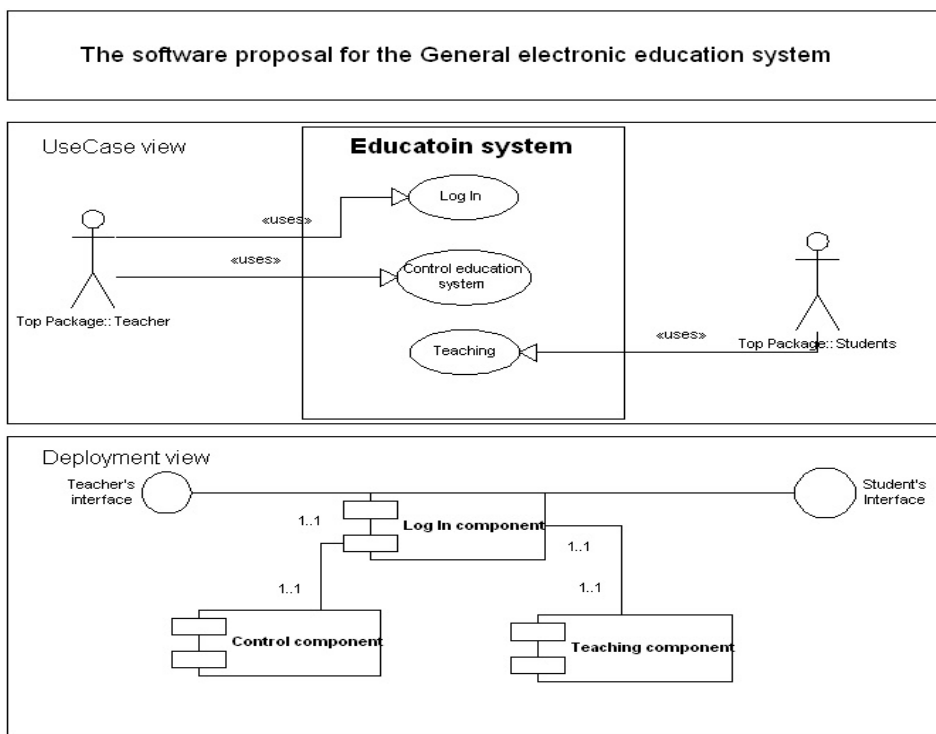 The software proposal for the General electronic education system
UseCase view
Educatoin system
Log In
«uses»
«uses»
Control education
system
Top Package:: Teacher
Teaching
«uses»
Top Package:: Students
Deployment view
Teacher's
interface
Student's
Interface
1..1
Log In component
1..1
1..1
1..1
Control component
Teaching component